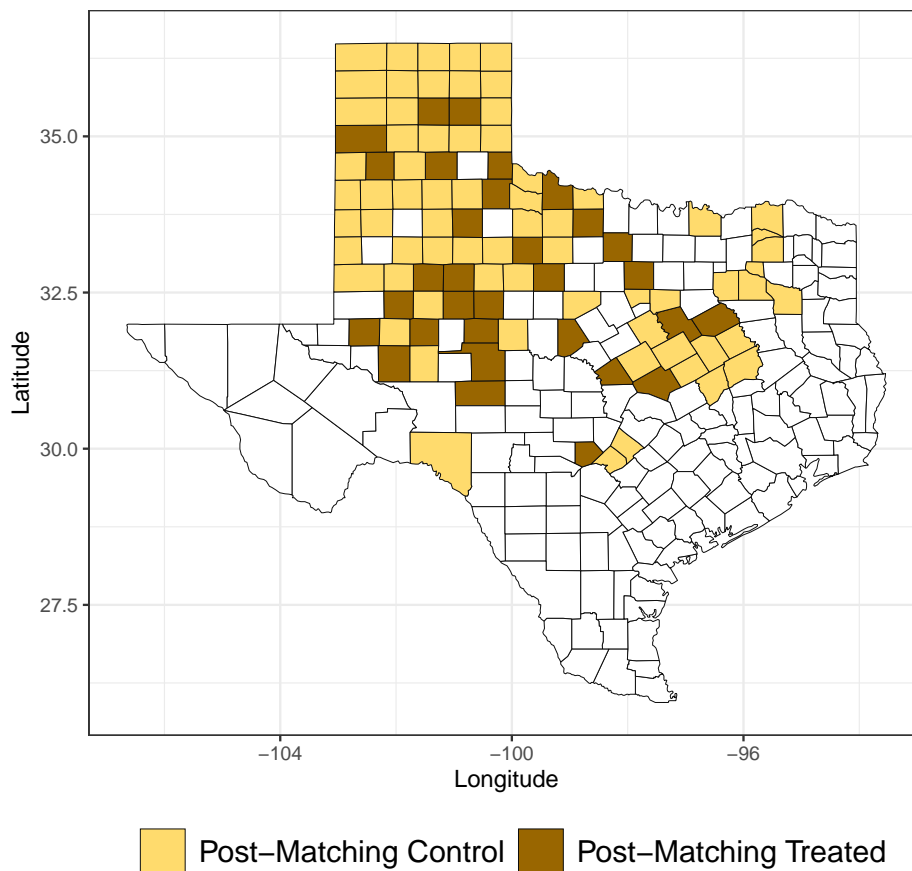 35.0
32.5
30.0
27.5
Latitude
−104
−100
−96
Longitude
Post−Matching Control
Post−Matching Treated